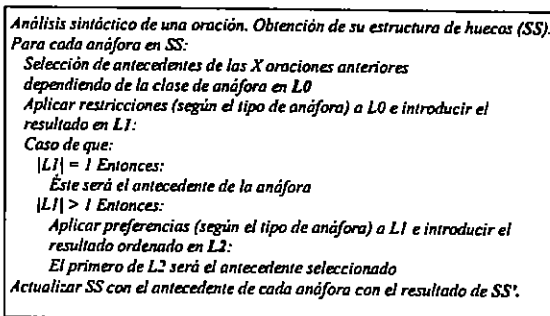 Análisis sintáctico de una oración. Obtención de su estructura de huecos (SS).
Para cada anáfora en SS:
Selección de antecedentes de las X oraciones anteriores
dependiendo de la clase de anáfora en L0
Aplicar restricciones (según el tipo de anáfora) a L0 e introducir el
resultado en L1:
Caso de que:
|L1| = 1 Entonces:
Éste será el antecedente de la anáfora
|L1| > 1 Entonces:
Aplicar preferencias (según el tipo de anáfora) a L1 e introducir el
resultado ordenado en L2:
El primero de L2 será el antecedente seleccionado
Actualizar SS con el antecedente de cada anáfora con el resultado de SS'.